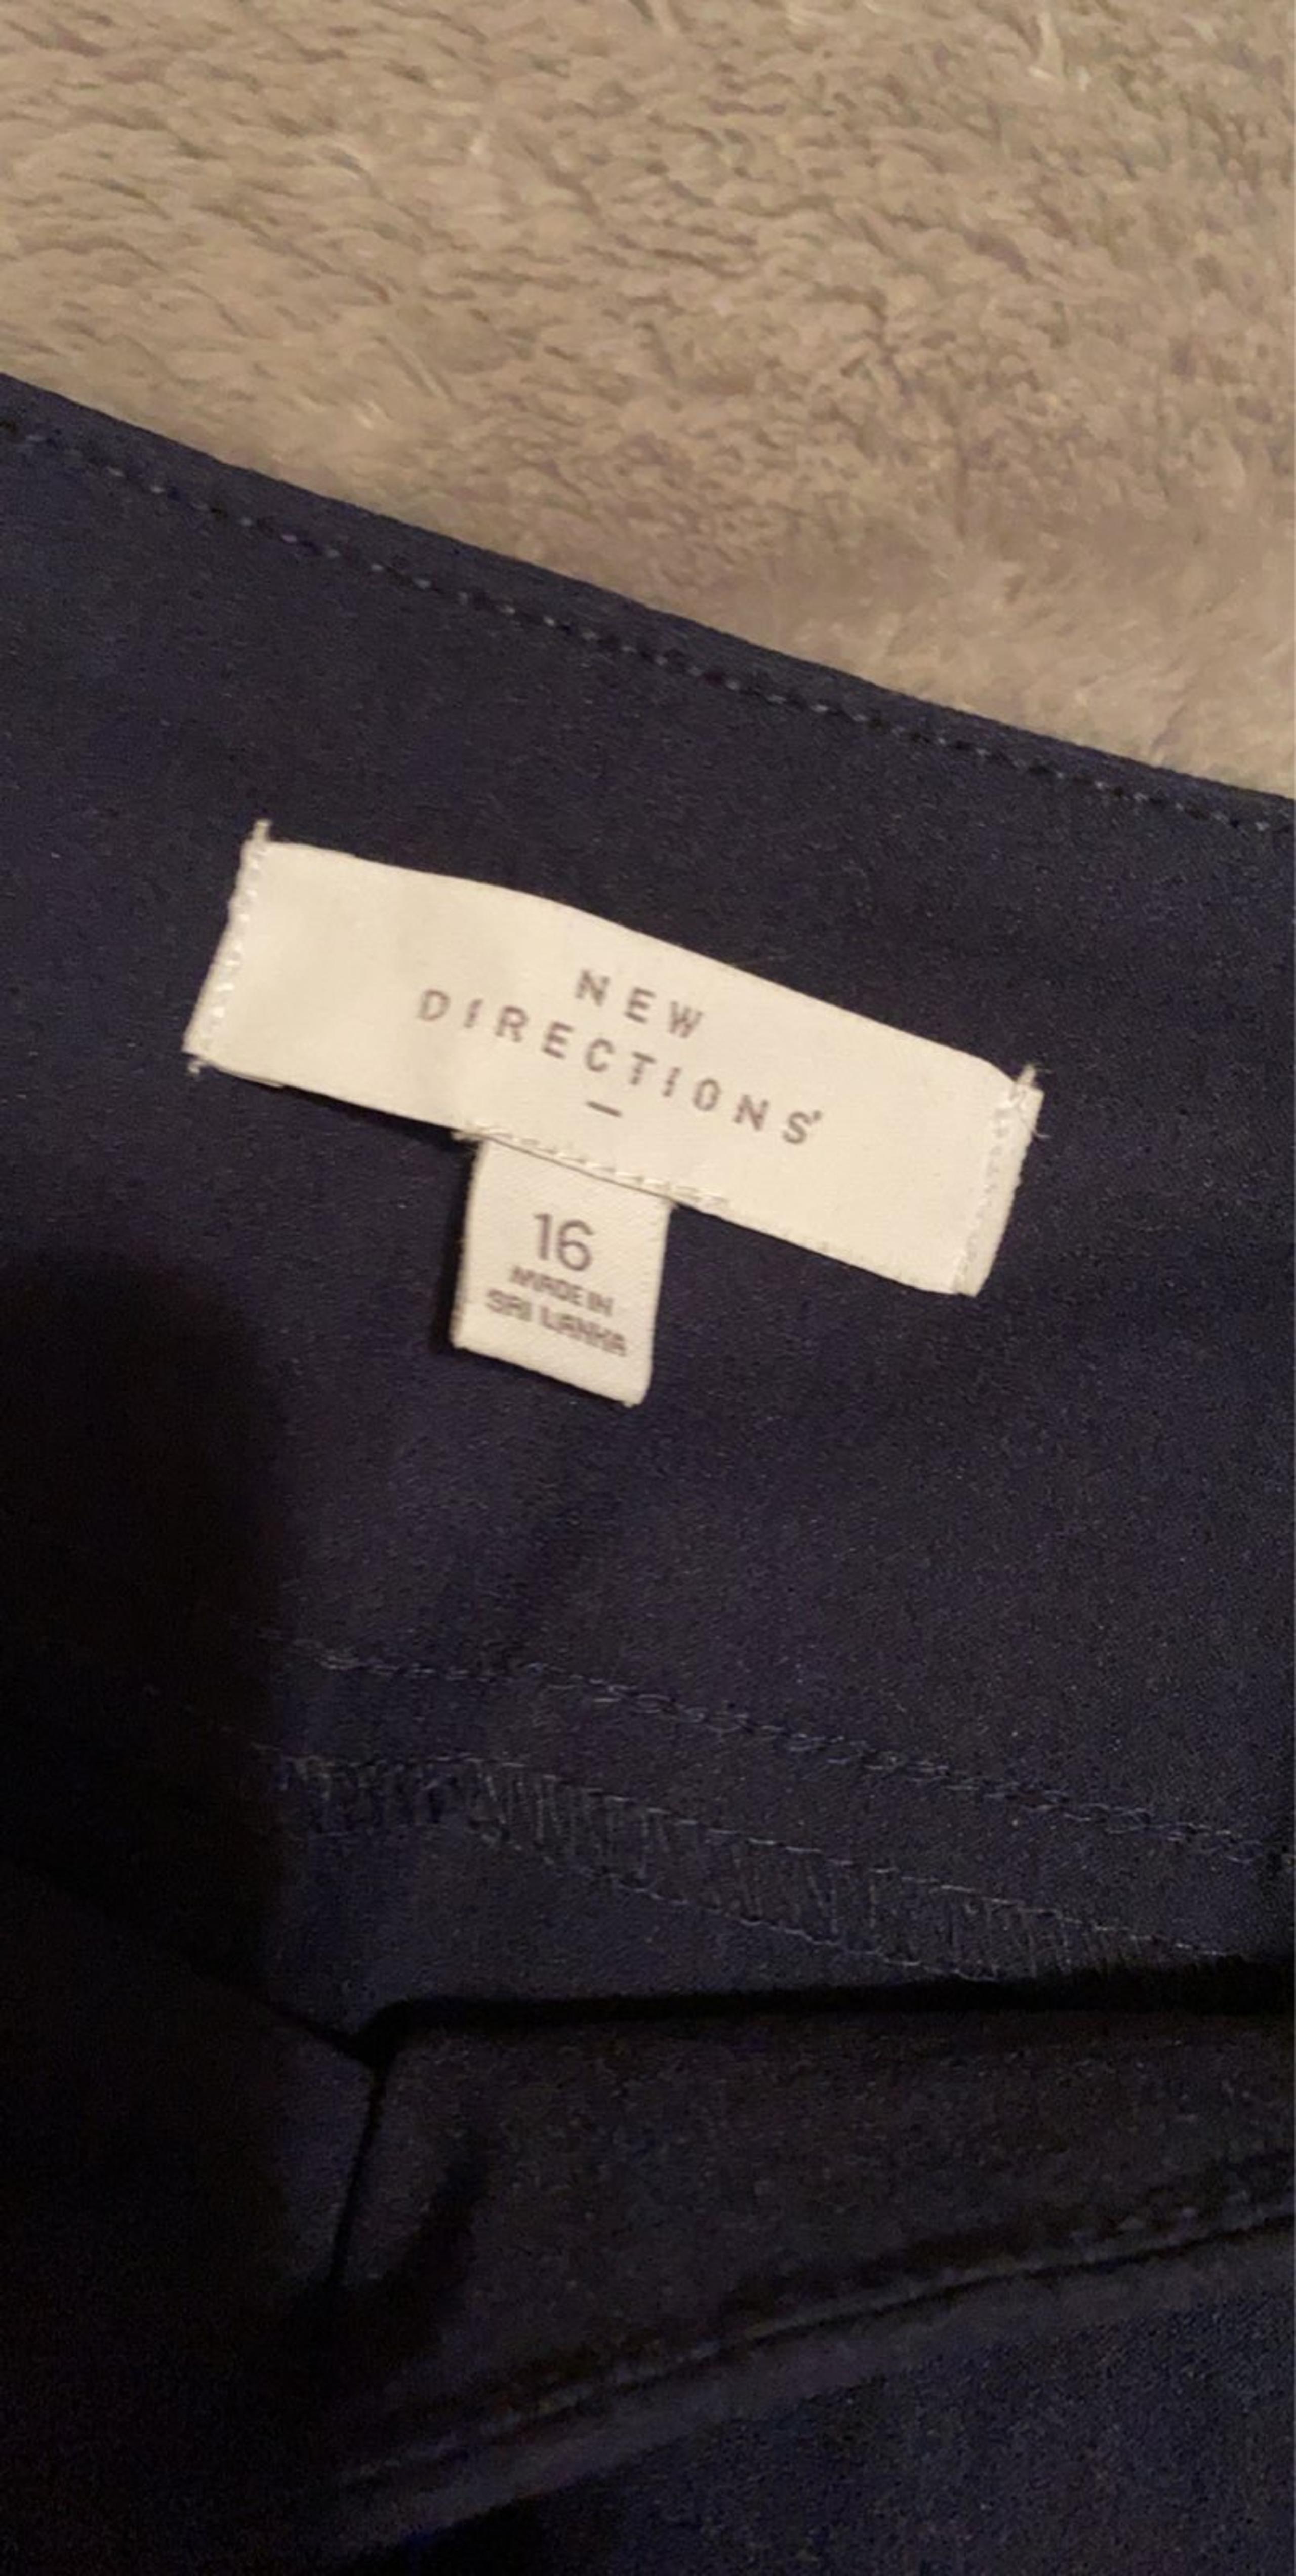 NEW
DIRECTIONS®
16
MADE IN
SRI LANKA